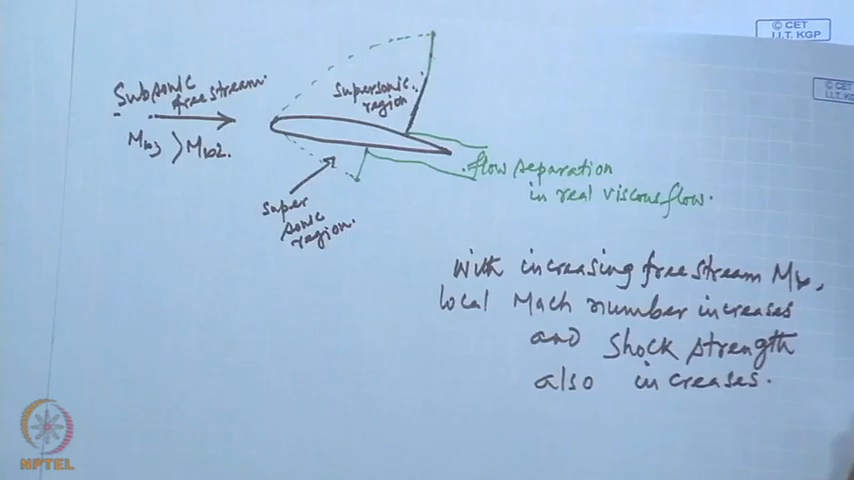 © CET
I.I.T. KGP
© CET
I.I.T. KG
Subsonic
free stream.
M∞3 > M∞2.
Supersonic
region
super
sonic
region.
flow separation
in real viscous flow.
With increasing free stream M∞,
local Mach number increases
and shock strength
also increases.
NPTEL